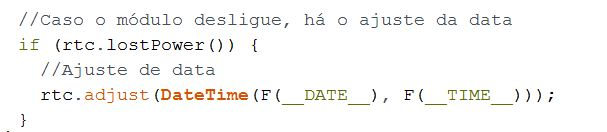 //Caso o módulo desligue, há o ajuste da data
if (rtc.lostPower()) {
//Ajuste de data
rtc.adjust(DateTime(F(__DATE__), F(__TIME__)));
}